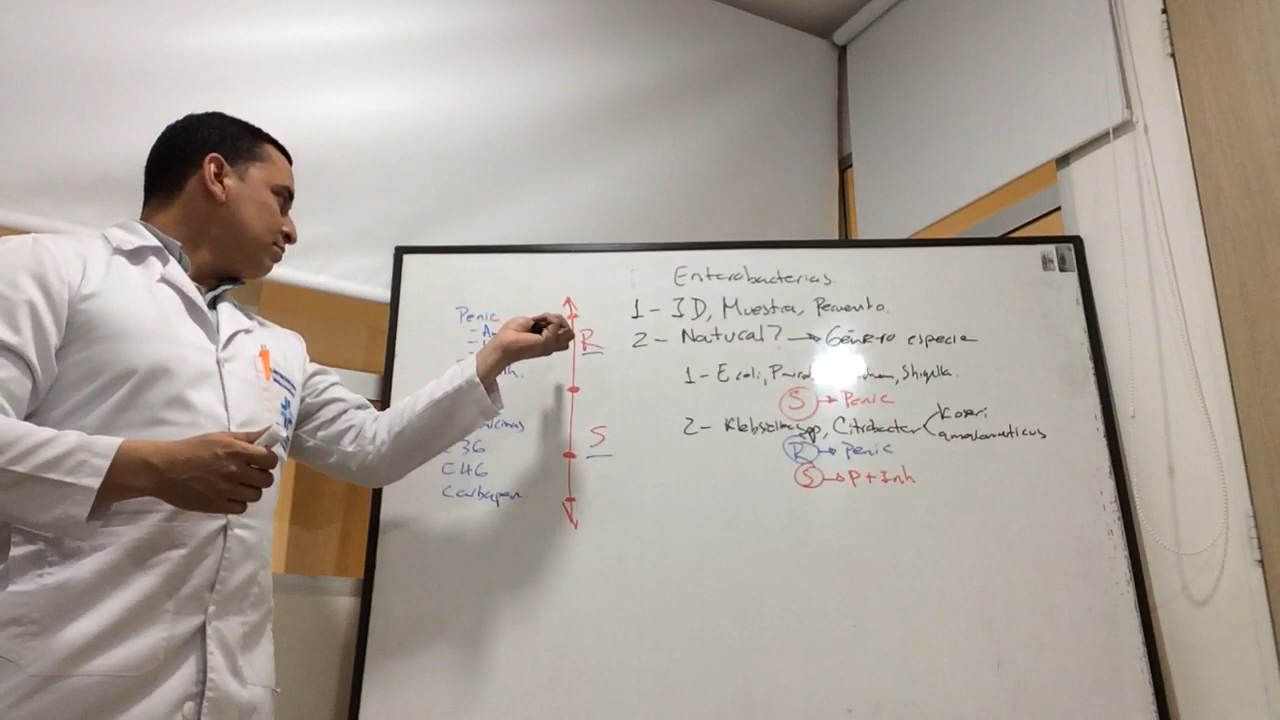 Enterobacterias
1- ID, Muestra, Recuento.
2- Natural? → Género especie
1- E coli, Shigella.
S → Penic
2- Klebsiella spp, Citrobacter koseri
amalonaticus
R → Penic
S → P + Inh
Penic
R
S
C3G
C4G
Carbapen.